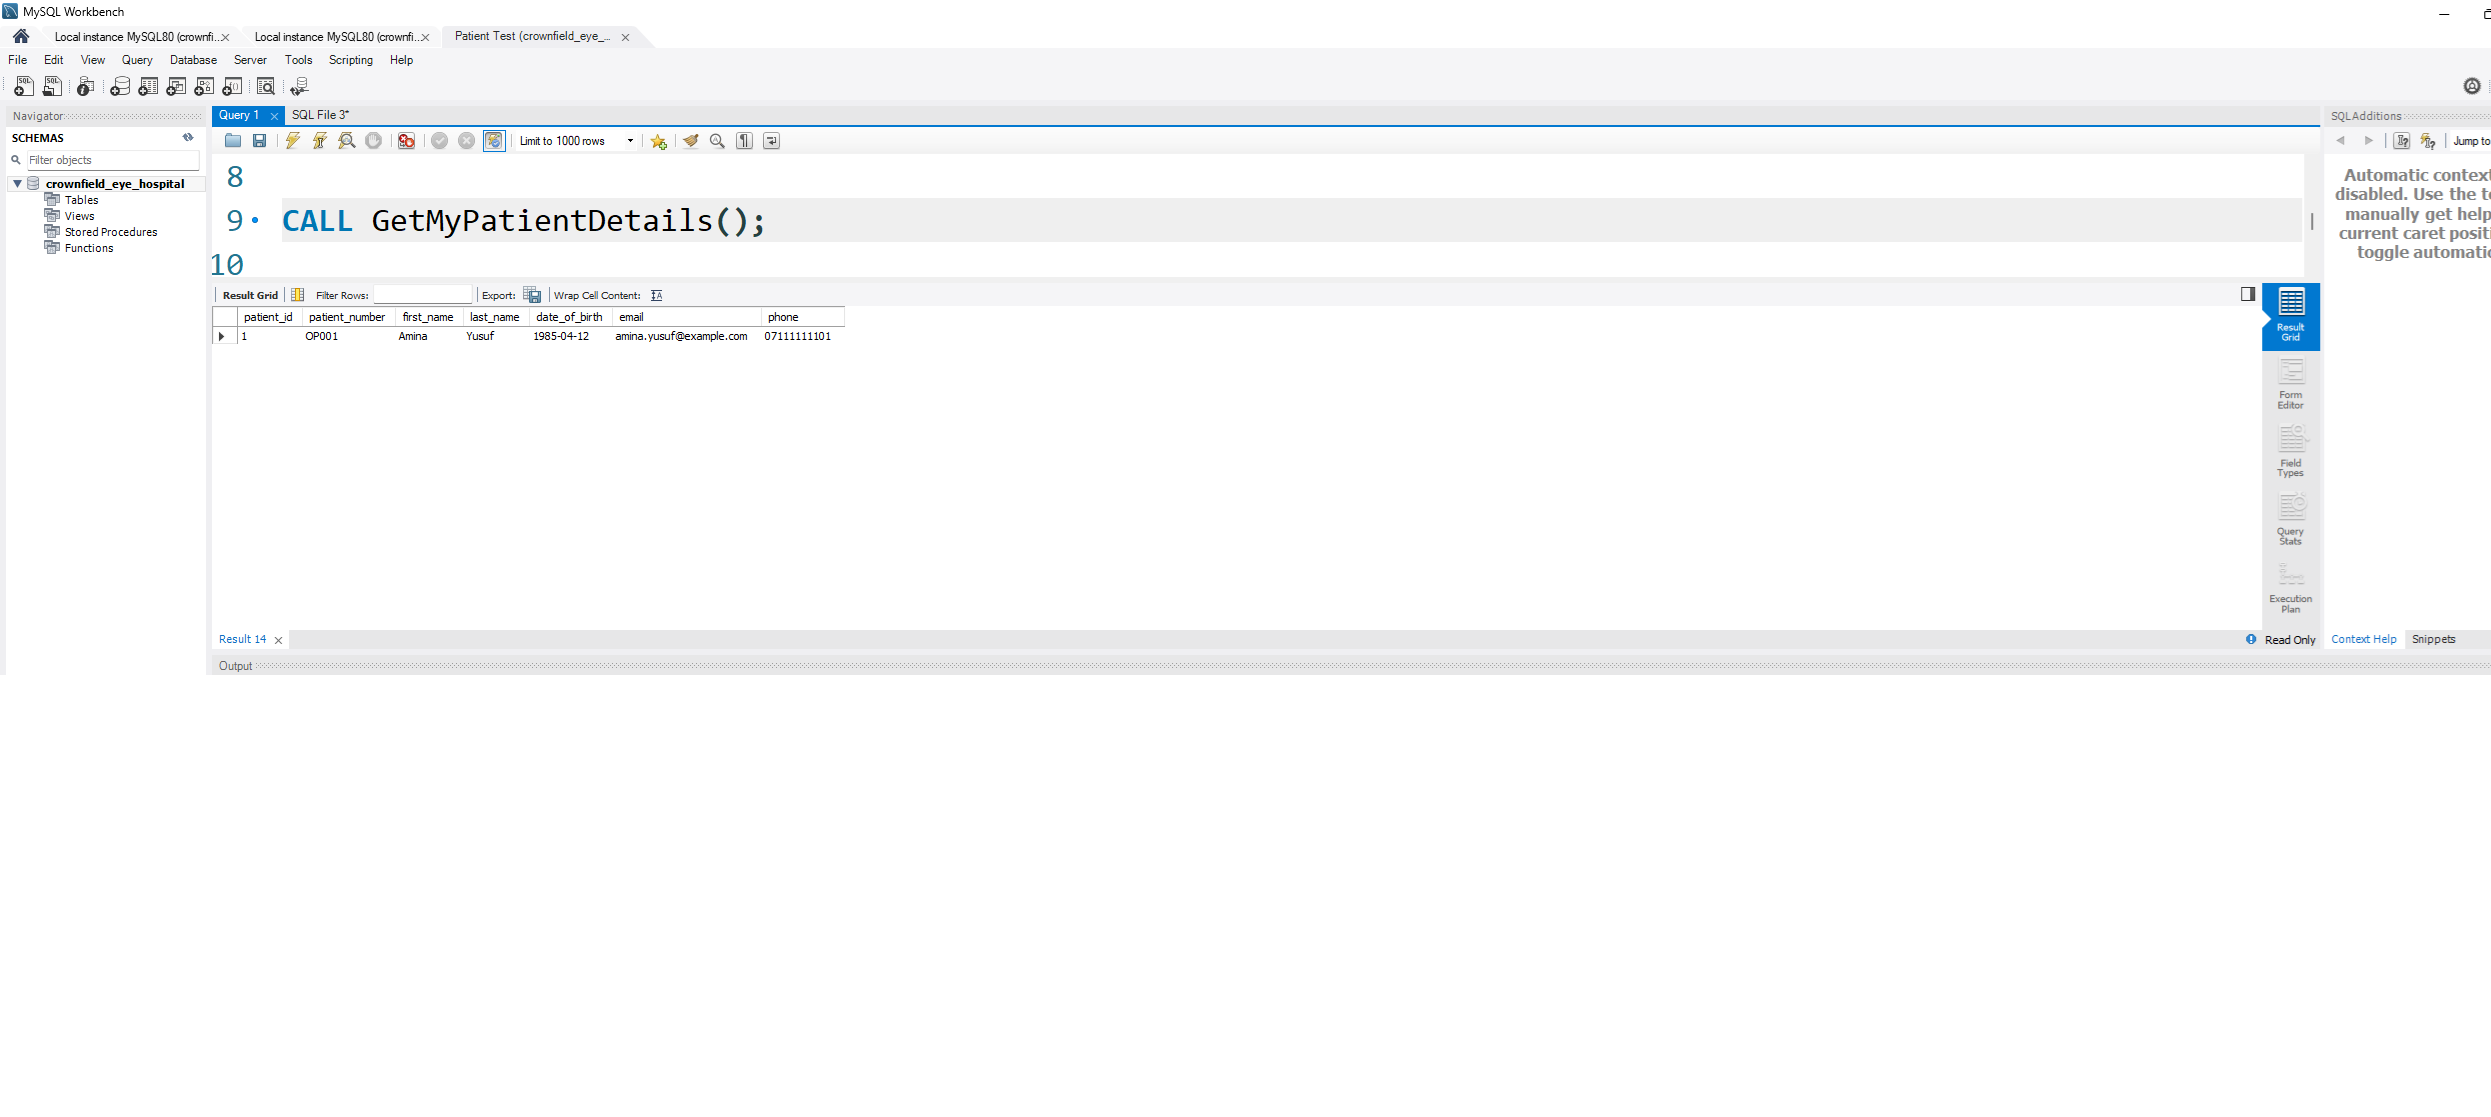 MySQL Workbench
Local instance MySQL80 (crownfi...
Local instance MySQL80 (crownfi...
Patient Test (crownfield_eye_...
File Edit View Query Database Server Tools Scripting Help
Navigator
SCHEMAS
Filter objects
crownfield_eye_hospital
Tables
Views
Stored Procedures
Functions
Query 1
SQL File 3*
Limit to 1000 rows
8
9 CALL GetMyPatientDetails();
10
Result Grid Filter Rows: Export: Wrap Cell Content:
patient_id patient_number first_name last_name date_of_birth email phone
1 OP001 Amina Yusuf 1985-04-12 amina.yusuf@example.com 07111111101
Result Grid
Form Editor
Field Types
Query Stats
Execution Plan
Result 14
Read Only
Output
SQLAdditions
Jump to
Automatic context
disabled. Use the to
manually get help
current caret positi
toggle automatic
Context Help Snippets